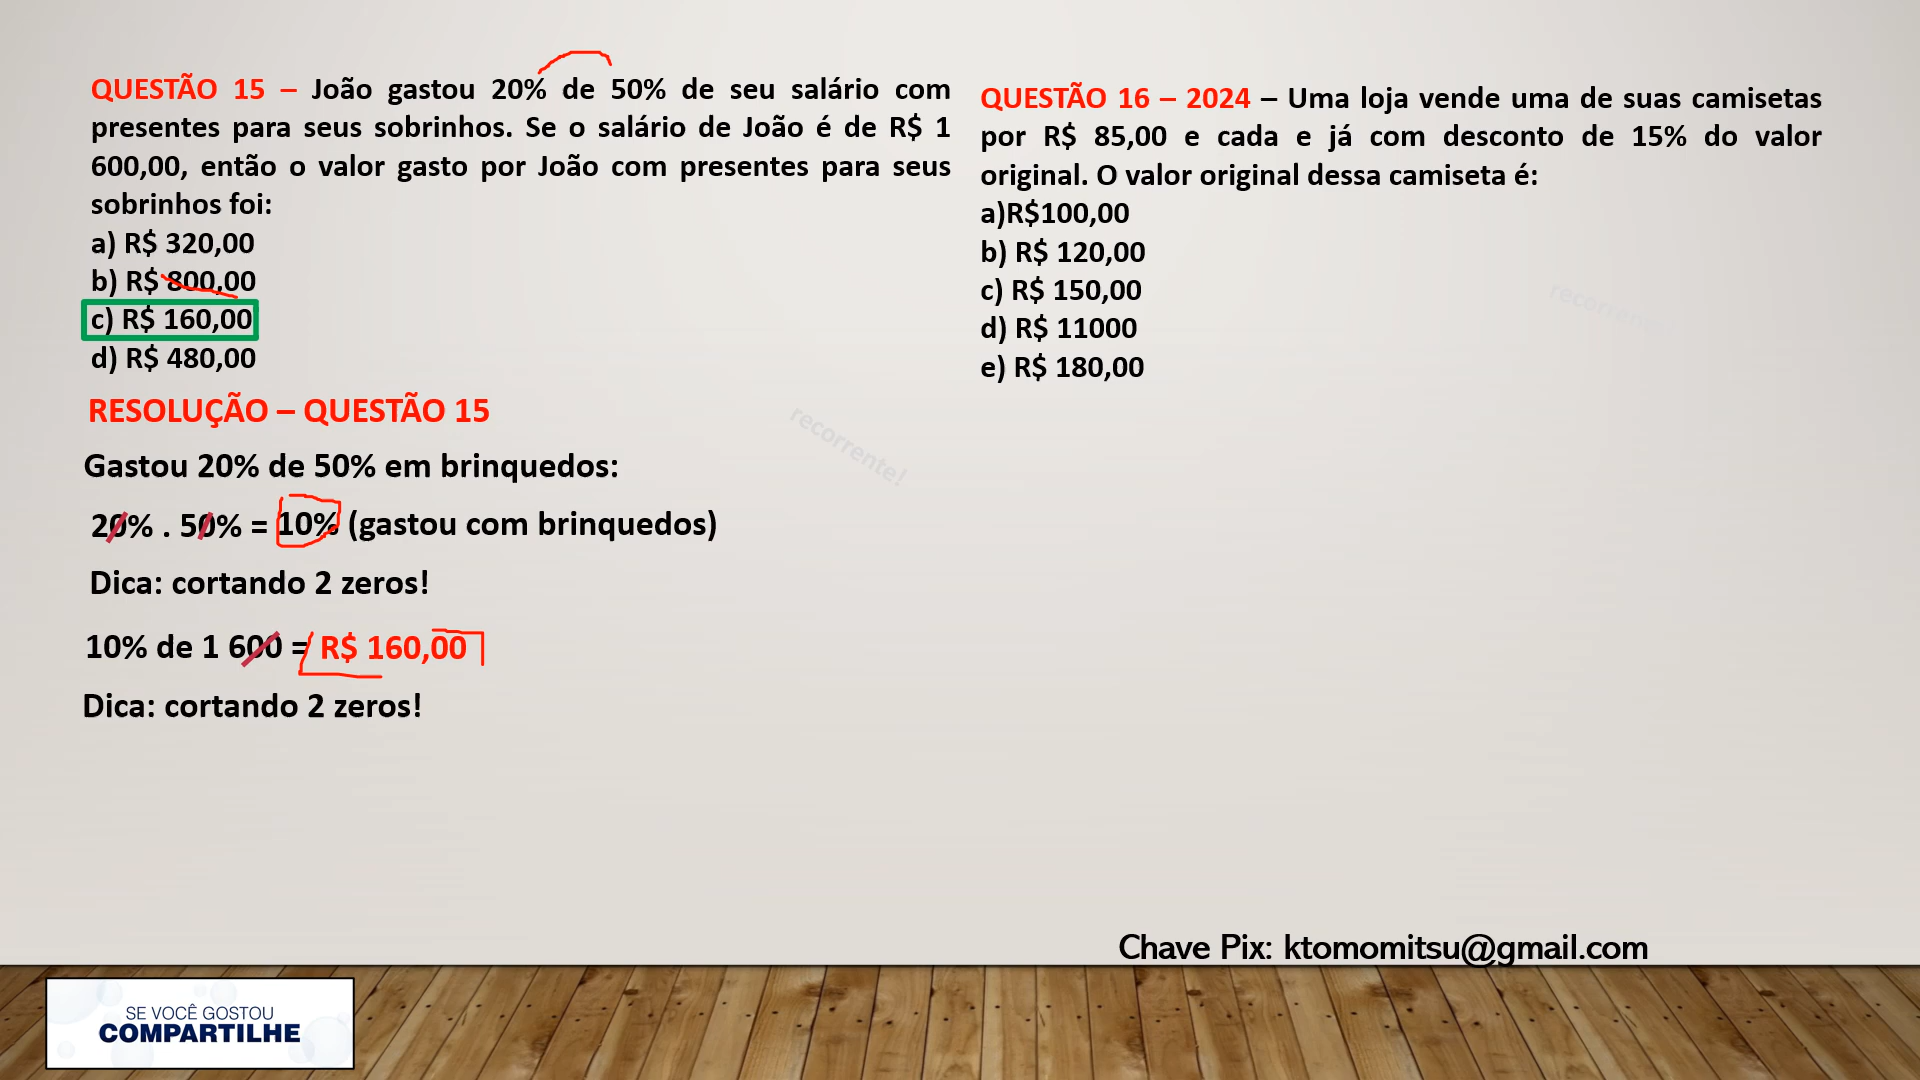 QUESTÃO 15 – João gastou 20% de 50% de seu salário com
presentes para seus sobrinhos. Se o salário de João é de R$ 1
600,00, então o valor gasto por João com presentes para seus
sobrinhos foi:
a) R$ 320,00
b) R$ 800,00
c) R$ 160,00
d) R$ 480,00
RESOLUÇÃO – QUESTÃO 15
Gastou 20% de 50% em brinquedos:
20% . 50% = 10% (gastou com brinquedos)
Dica: cortando 2 zeros!
10% de 1 600 = R$ 160,00
Dica: cortando 2 zeros!
QUESTÃO 16 – 2024 – Uma loja vende uma de suas camisetas
por R$ 85,00 e cada e já com desconto de 15% do valor
original. O valor original dessa camiseta é:
a)R$100,00
b) R$ 120,00
c) R$ 150,00
d) R$ 11000
e) R$ 180,00
recorrente!
recorrente!
Chave Pix: ktomomitsu@gmail.com
SE VOCÊ GOSTOU
COMPARTILHE